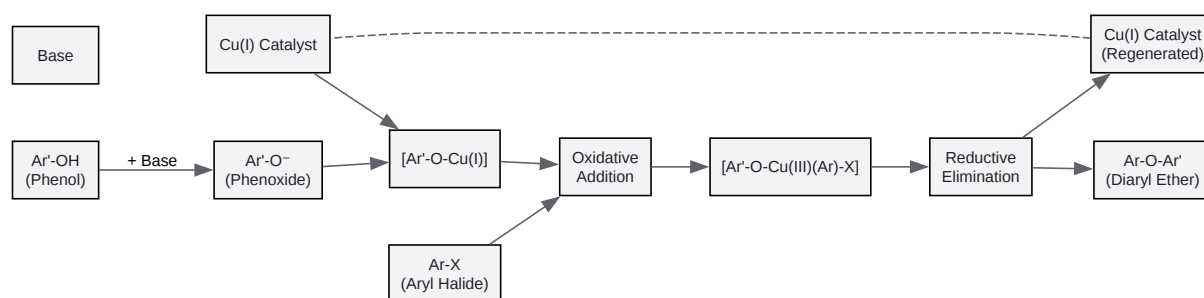 Base
Cu(I) Catalyst
Cu(I) Catalyst
(Regenerated)
Ar'-OH
(Phenol)
+ Base
Ar'-O⁻
(Phenoxide)
[Ar'-O-Cu(I)]
Oxidative
Addition
[Ar'-O-Cu(III)(Ar)-X]
Reductive
Elimination
Ar-O-Ar'
(Diaryl Ether)
Ar-X
(Aryl Halide)